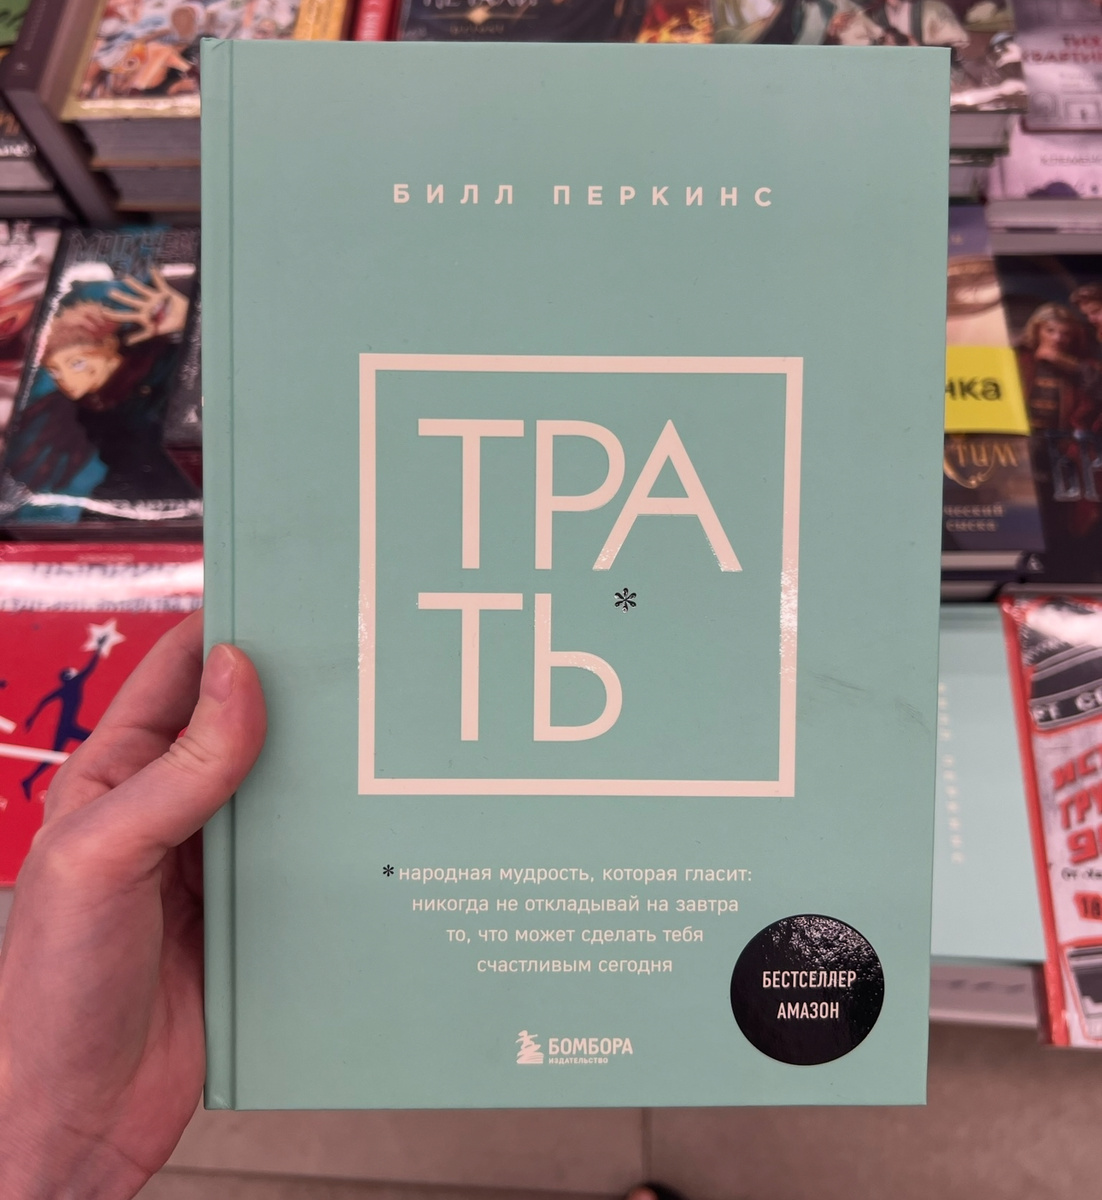 БИЛЛ ПЕРКИНС
ТРА
ТЬ*
*народная мудрость, которая гласит:
никогда не откладывай на завтра
то, что может сделать тебя
счастливым сегодня
БЕСТСЕЛЛЕР
АМАЗОН
БОМБОРА
ИЗДАТЕЛЬСТВО